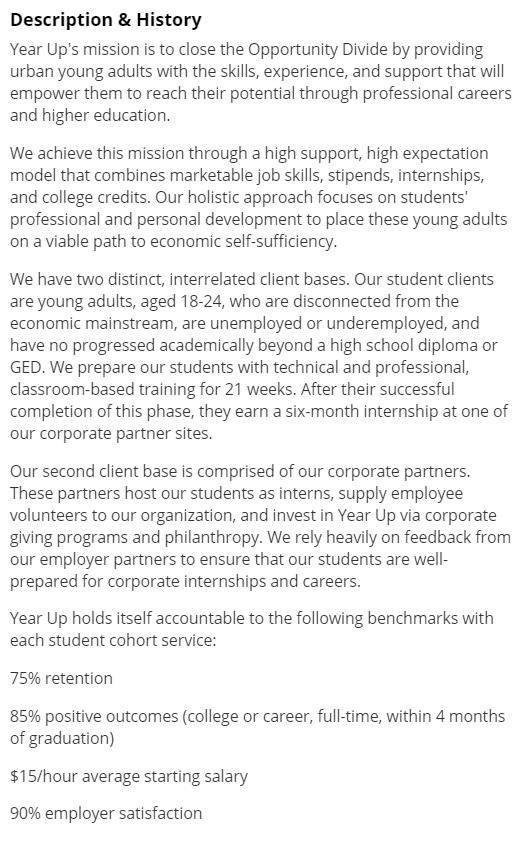 Description & History
Year Up's mission is to close the Opportunity Divide by providing
urban young adults with the skills, experience, and support that will
empower them to reach their potential through professional careers
and higher education.
We achieve this mission through a high support, high expectation
model that combines marketable job skills, stipends, internships,
and college credits. Our holistic approach focuses on students'
professional and personal development to place these young adults
on a viable path to economic self-sufficiency.
We have two distinct, interrelated client bases. Our student clients
are young adults, aged 18-24, who are disconnected from the
economic mainstream, are unemployed or underemployed, and
have no progressed academically beyond a high school diploma or
GED. We prepare our students with technical and professional,
classroom-based training for 21 weeks. After their successful
completion of this phase, they earn a six-month internship at one of
our corporate partner sites.
Our second client base is comprised of our corporate partners.
These partners host our students as interns, supply employee
volunteers to our organization, and invest in Year Up via corporate
giving programs and philanthropy. We rely heavily on feedback from
our employer partners to ensure that our students are well-
prepared for corporate internships and careers.
Year Up holds itself accountable to the following benchmarks with
each student cohort service:
75% retention
85% positive outcomes (college or career, full-time, within 4 months
of graduation)
$15/hour average starting salary
90% employer satisfaction